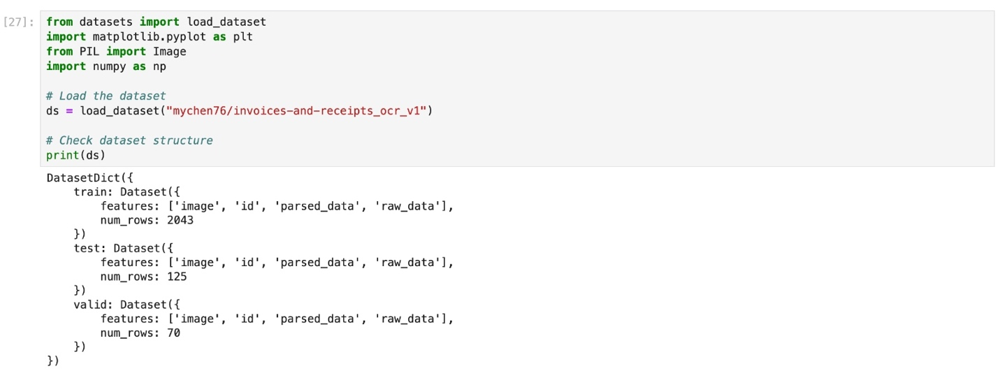 [27]: from datasets import load_dataset
import matplotlib.pyplot as plt
from PIL import Image
import numpy as np
# Load the dataset
ds = load_dataset("mychen76/invoices-and-receipts_ocr_v1")
# Check dataset structure
print(ds)
DatasetDict({
    train: Dataset({
        features: ['image', 'id', 'parsed_data', 'raw_data'],
        num_rows: 2043
    })
    test: Dataset({
        features: ['image', 'id', 'parsed_data', 'raw_data'],
        num_rows: 125
    })
    valid: Dataset({
        features: ['image', 'id', 'parsed_data', 'raw_data'],
        num_rows: 70
    })
})